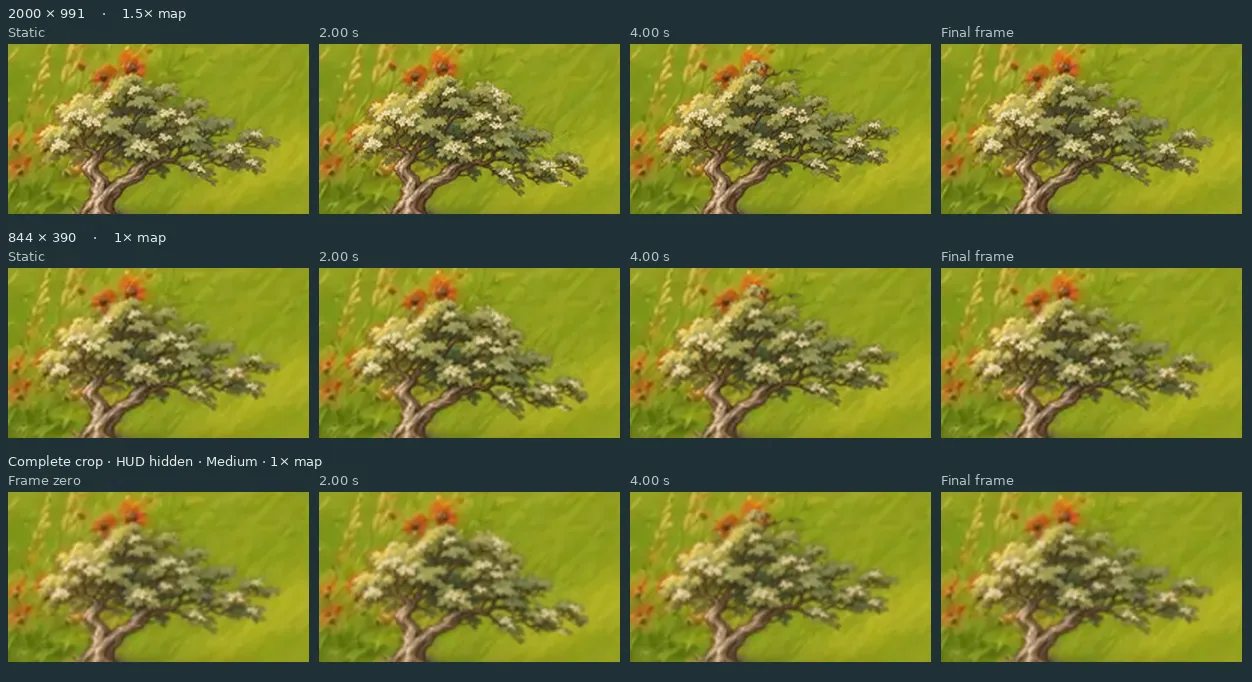 2000 × 991 · 1.5× map
Static 2.00 s 4.00 s Final frame
844 × 390 · 1× map
Static 2.00 s 4.00 s Final frame
Complete crop · HUD hidden · Medium · 1× map
Frame zero 2.00 s 4.00 s Final frame